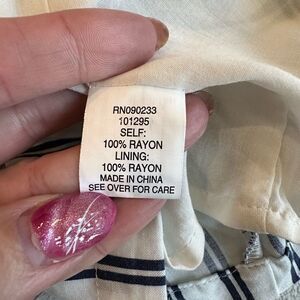 RN090233
101295
SELF:
100% RAYON
LINING:
100% RAYON
MADE IN CHINA
SEE OVER FOR CARE